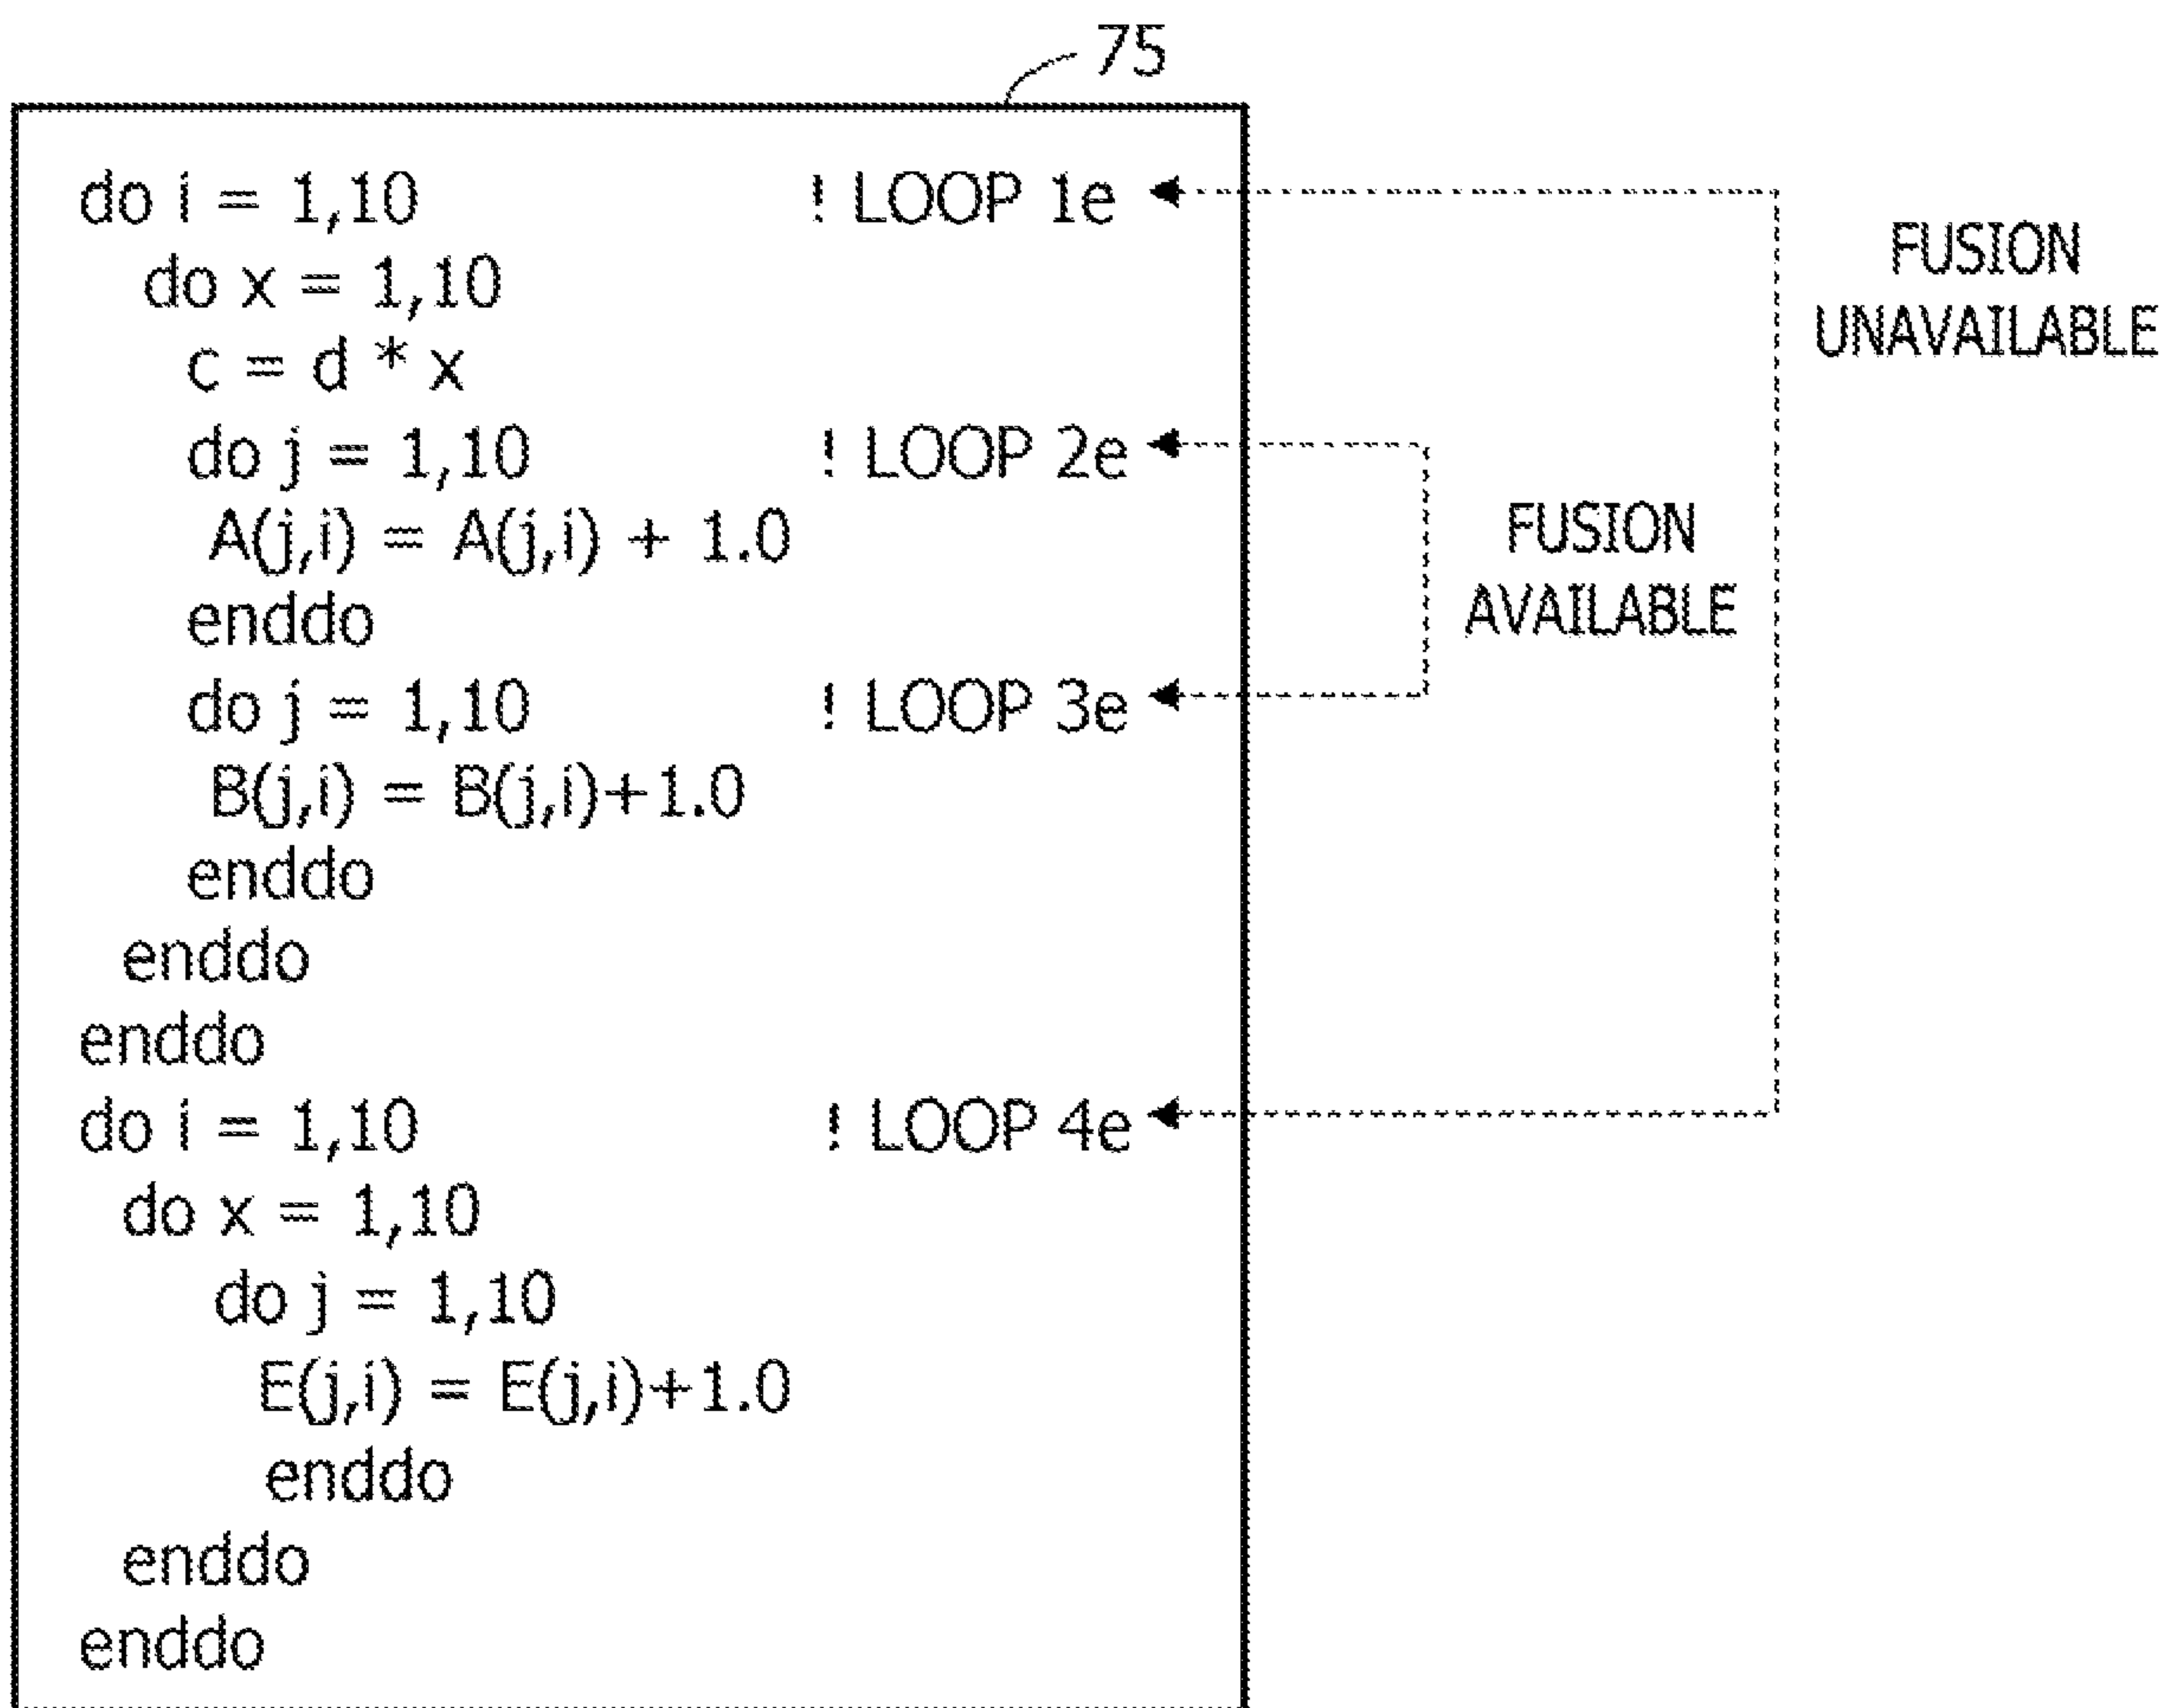 75
do i = 1,10 ! LOOP 1e
do x = 1,10
c = d * x
do j = 1,10 ! LOOP 2e
A(j,i) = A(j,i) + 1.0
enddo
do j = 1,10 ! LOOP 3e
B(j,i) = B(j,i)+1.0
enddo
enddo
enddo
do i = 1,10 ! LOOP 4e
do x = 1,10
do j = 1,10
E(j,i) = E(j,i)+1.0
enddo
enddo
enddo
FUSION
AVAILABLE
FUSION
UNAVAILABLE